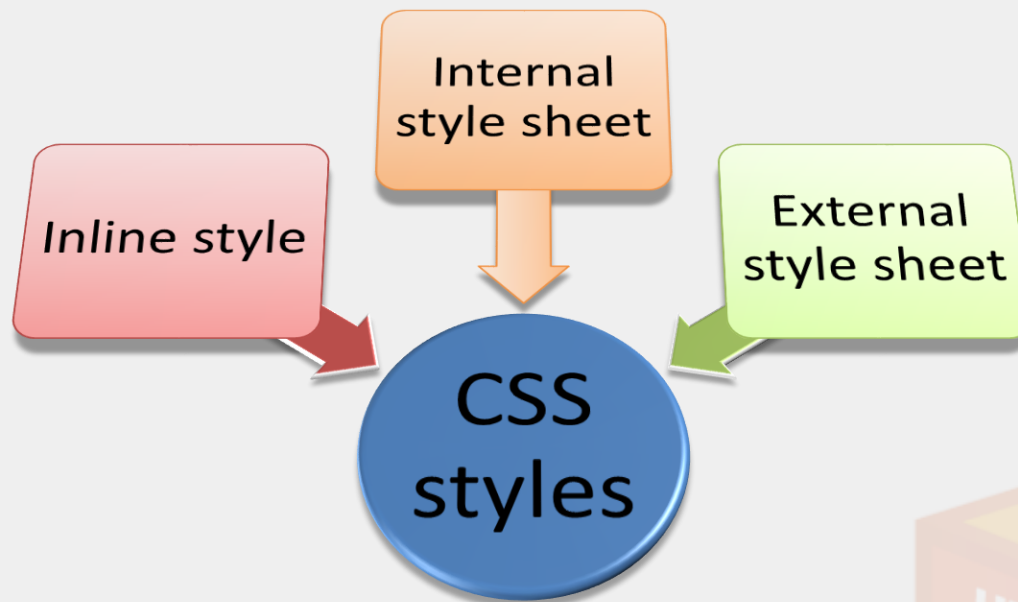 Internal
style sheet
Inline style
External
style sheet
CSS
styles